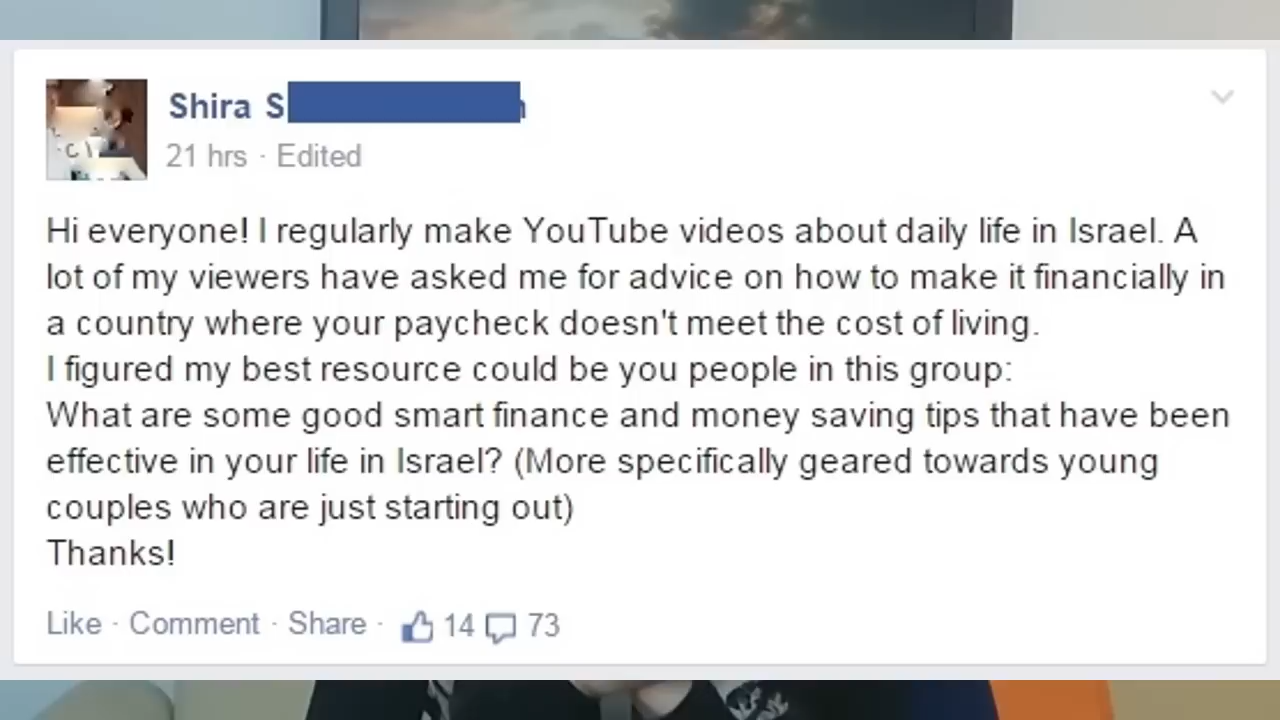 Shira S
21 hrs · Edited
Hi everyone! I regularly make YouTube videos about daily life in Israel. A
lot of my viewers have asked me for advice on how to make it financially in
a country where your paycheck doesn't meet the cost of living.
I figured my best resource could be you people in this group:
What are some good smart finance and money saving tips that have been
effective in your life in Israel? (More specifically geared towards young
couples who are just starting out)
Thanks!
Like · Comment · Share · 14 73